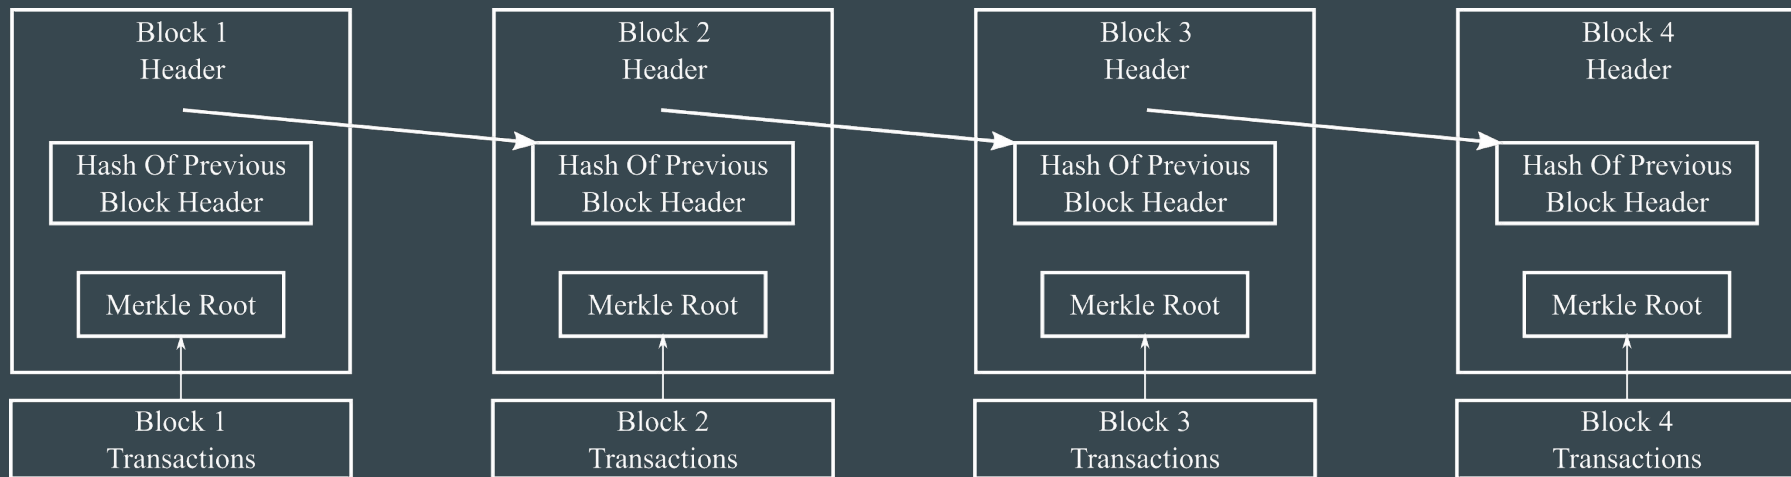 Block 1
Header
Hash Of Previous
Block Header
Merkle Root
Block 1
Transactions
Block 2
Header
Hash Of Previous
Block Header
Merkle Root
Block 2
Transactions
Block 3
Header
Hash Of Previous
Block Header
Merkle Root
Block 3
Transactions
Block 4
Header
Hash Of Previous
Block Header
Merkle Root
Block 4
Transactions